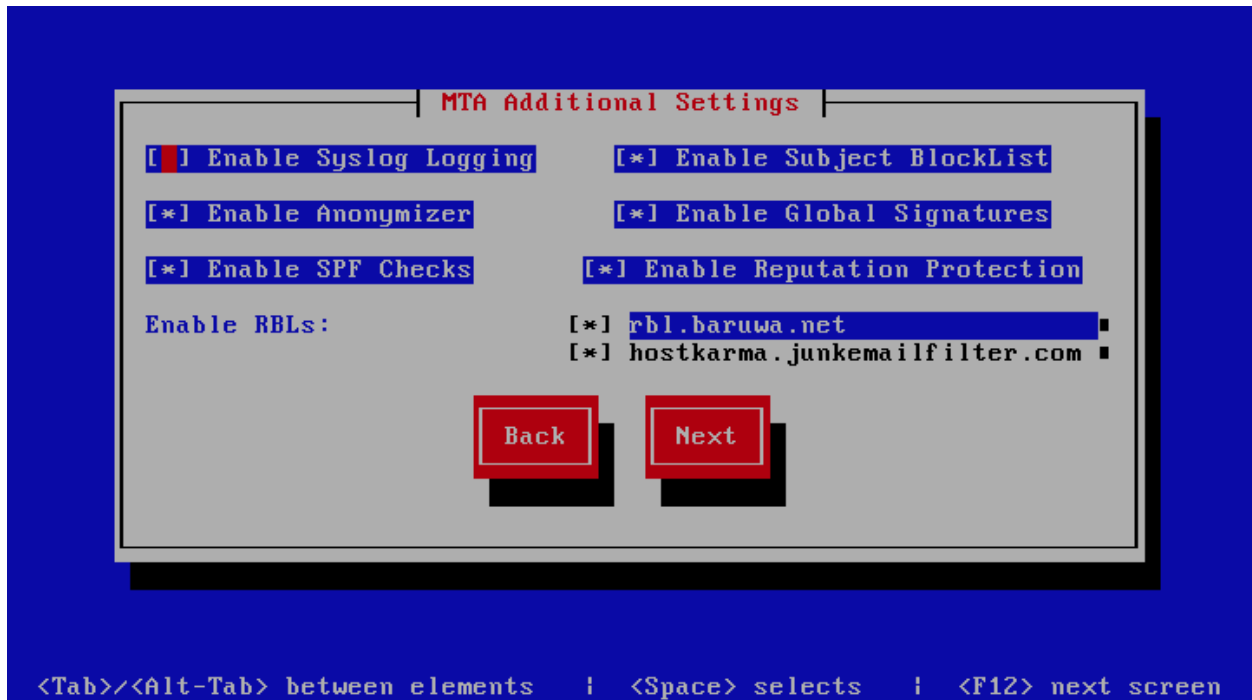 MTA Additional Settings
[ ] Enable Syslog Logging [*] Enable Subject BlockList
[*] Enable Anonymizer [*] Enable Global Signatures
[*] Enable SPF Checks [*] Enable Reputation Protection
Enable RBLs: [*] rbl.baruwa.net
[*] hostkarma.junkemailfilter.com
Back Next
<Tab>/<Alt-Tab> between elements | <Space> selects | <F12> next screen